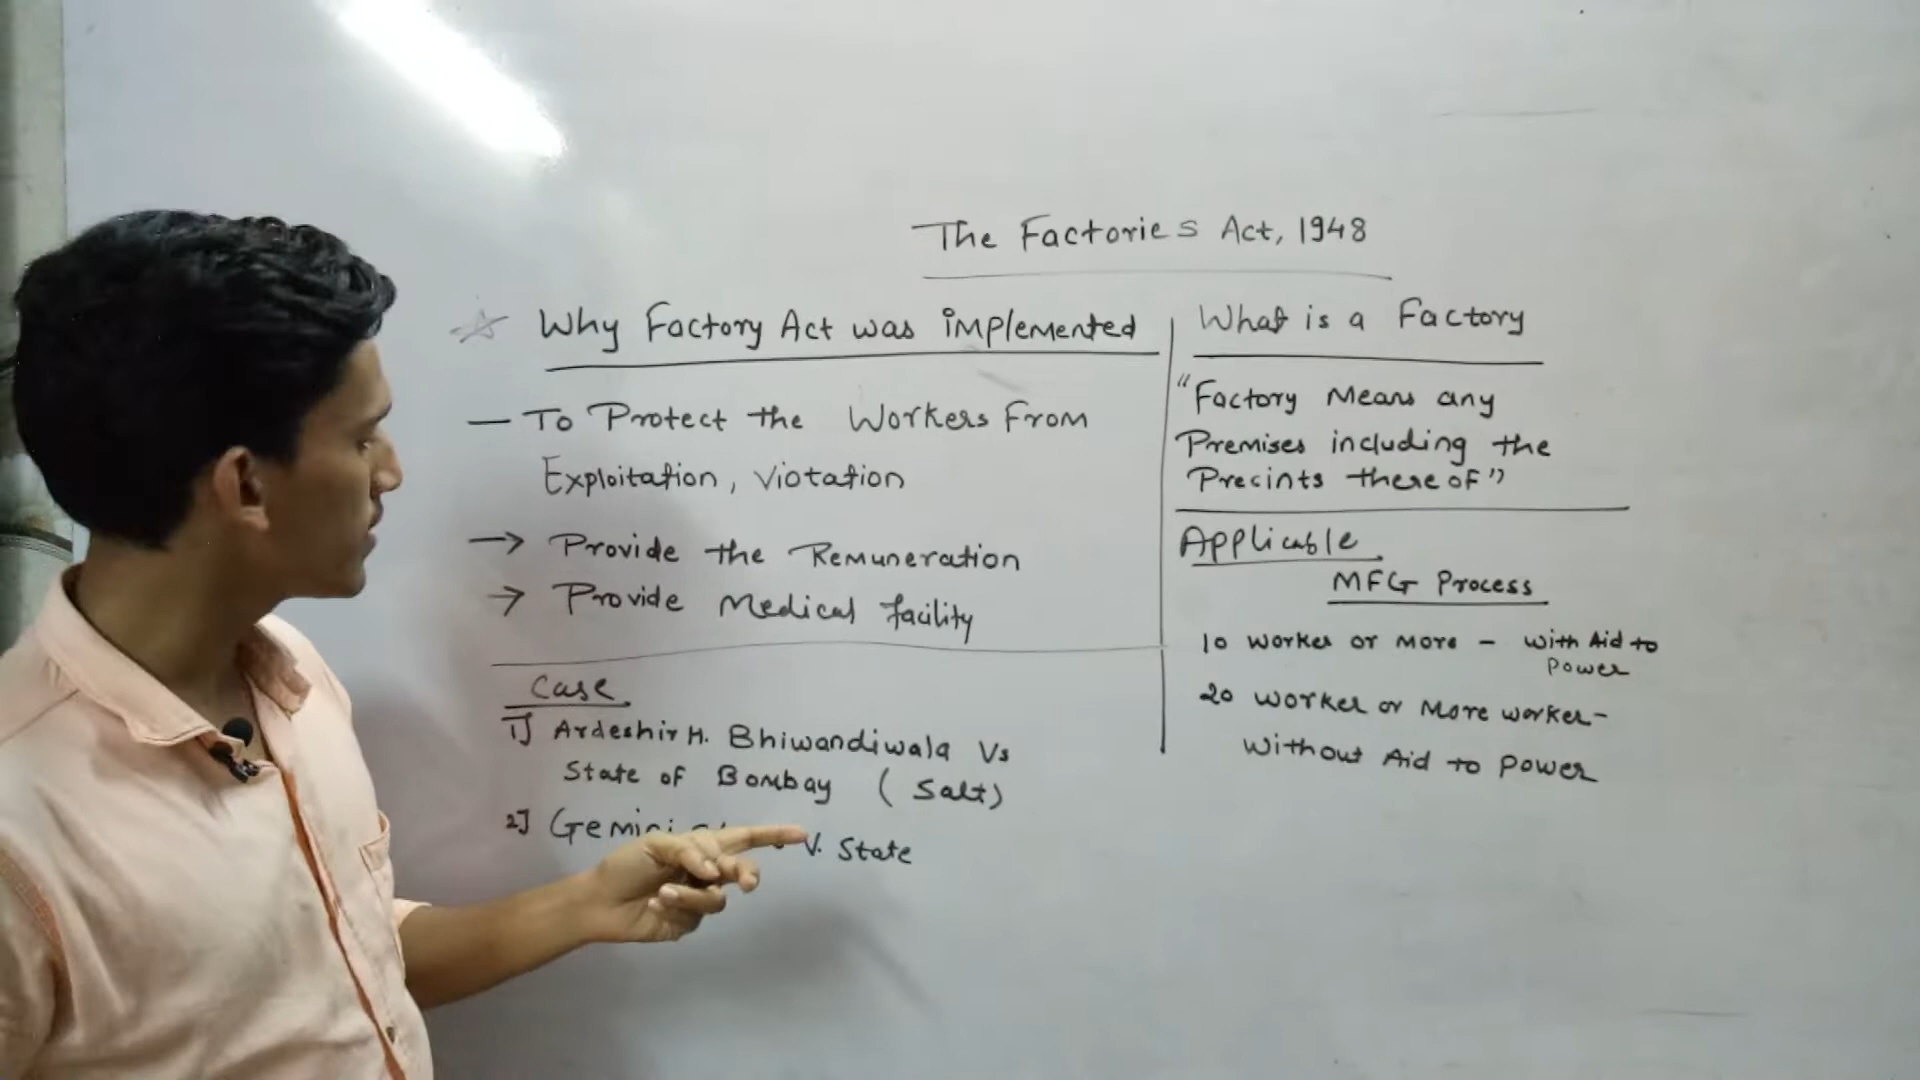 The Factories Act, 1948
Why Factory Act was implemented
- To Protect the Workers From
Exploitation, Viotation
→ Provide the Remuneration
→ Provide Medical facility
Case
1] Ardeshir H. Bhiwandiwala Vs
State of Bombay (Salt)
2] Gemini V. State
What is a Factory
"Factory Means any
Premises including the
Precints there of"
Applicable
MFG Process
10 worker or more - with Aid to
Power
20 worker or More worker-
Without Aid to Power